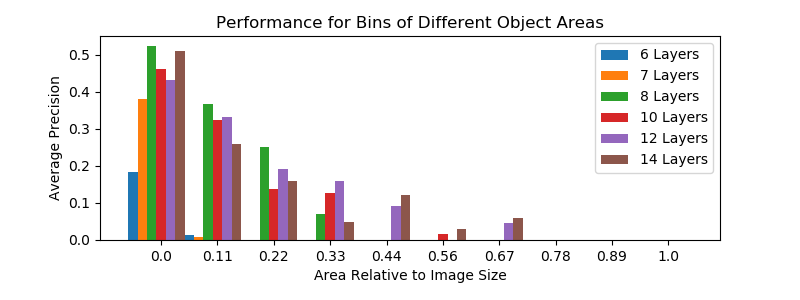 Performance for Bins of Different Object Areas
Average Precision
0.5
0.4
0.3
0.2
0.1
0.0
6 Layers
7 Layers
8 Layers
10 Layers
12 Layers
14 Layers
0.0 0.11 0.22 0.33 0.44 0.56 0.67 0.78 0.89 1.0
Area Relative to Image Size